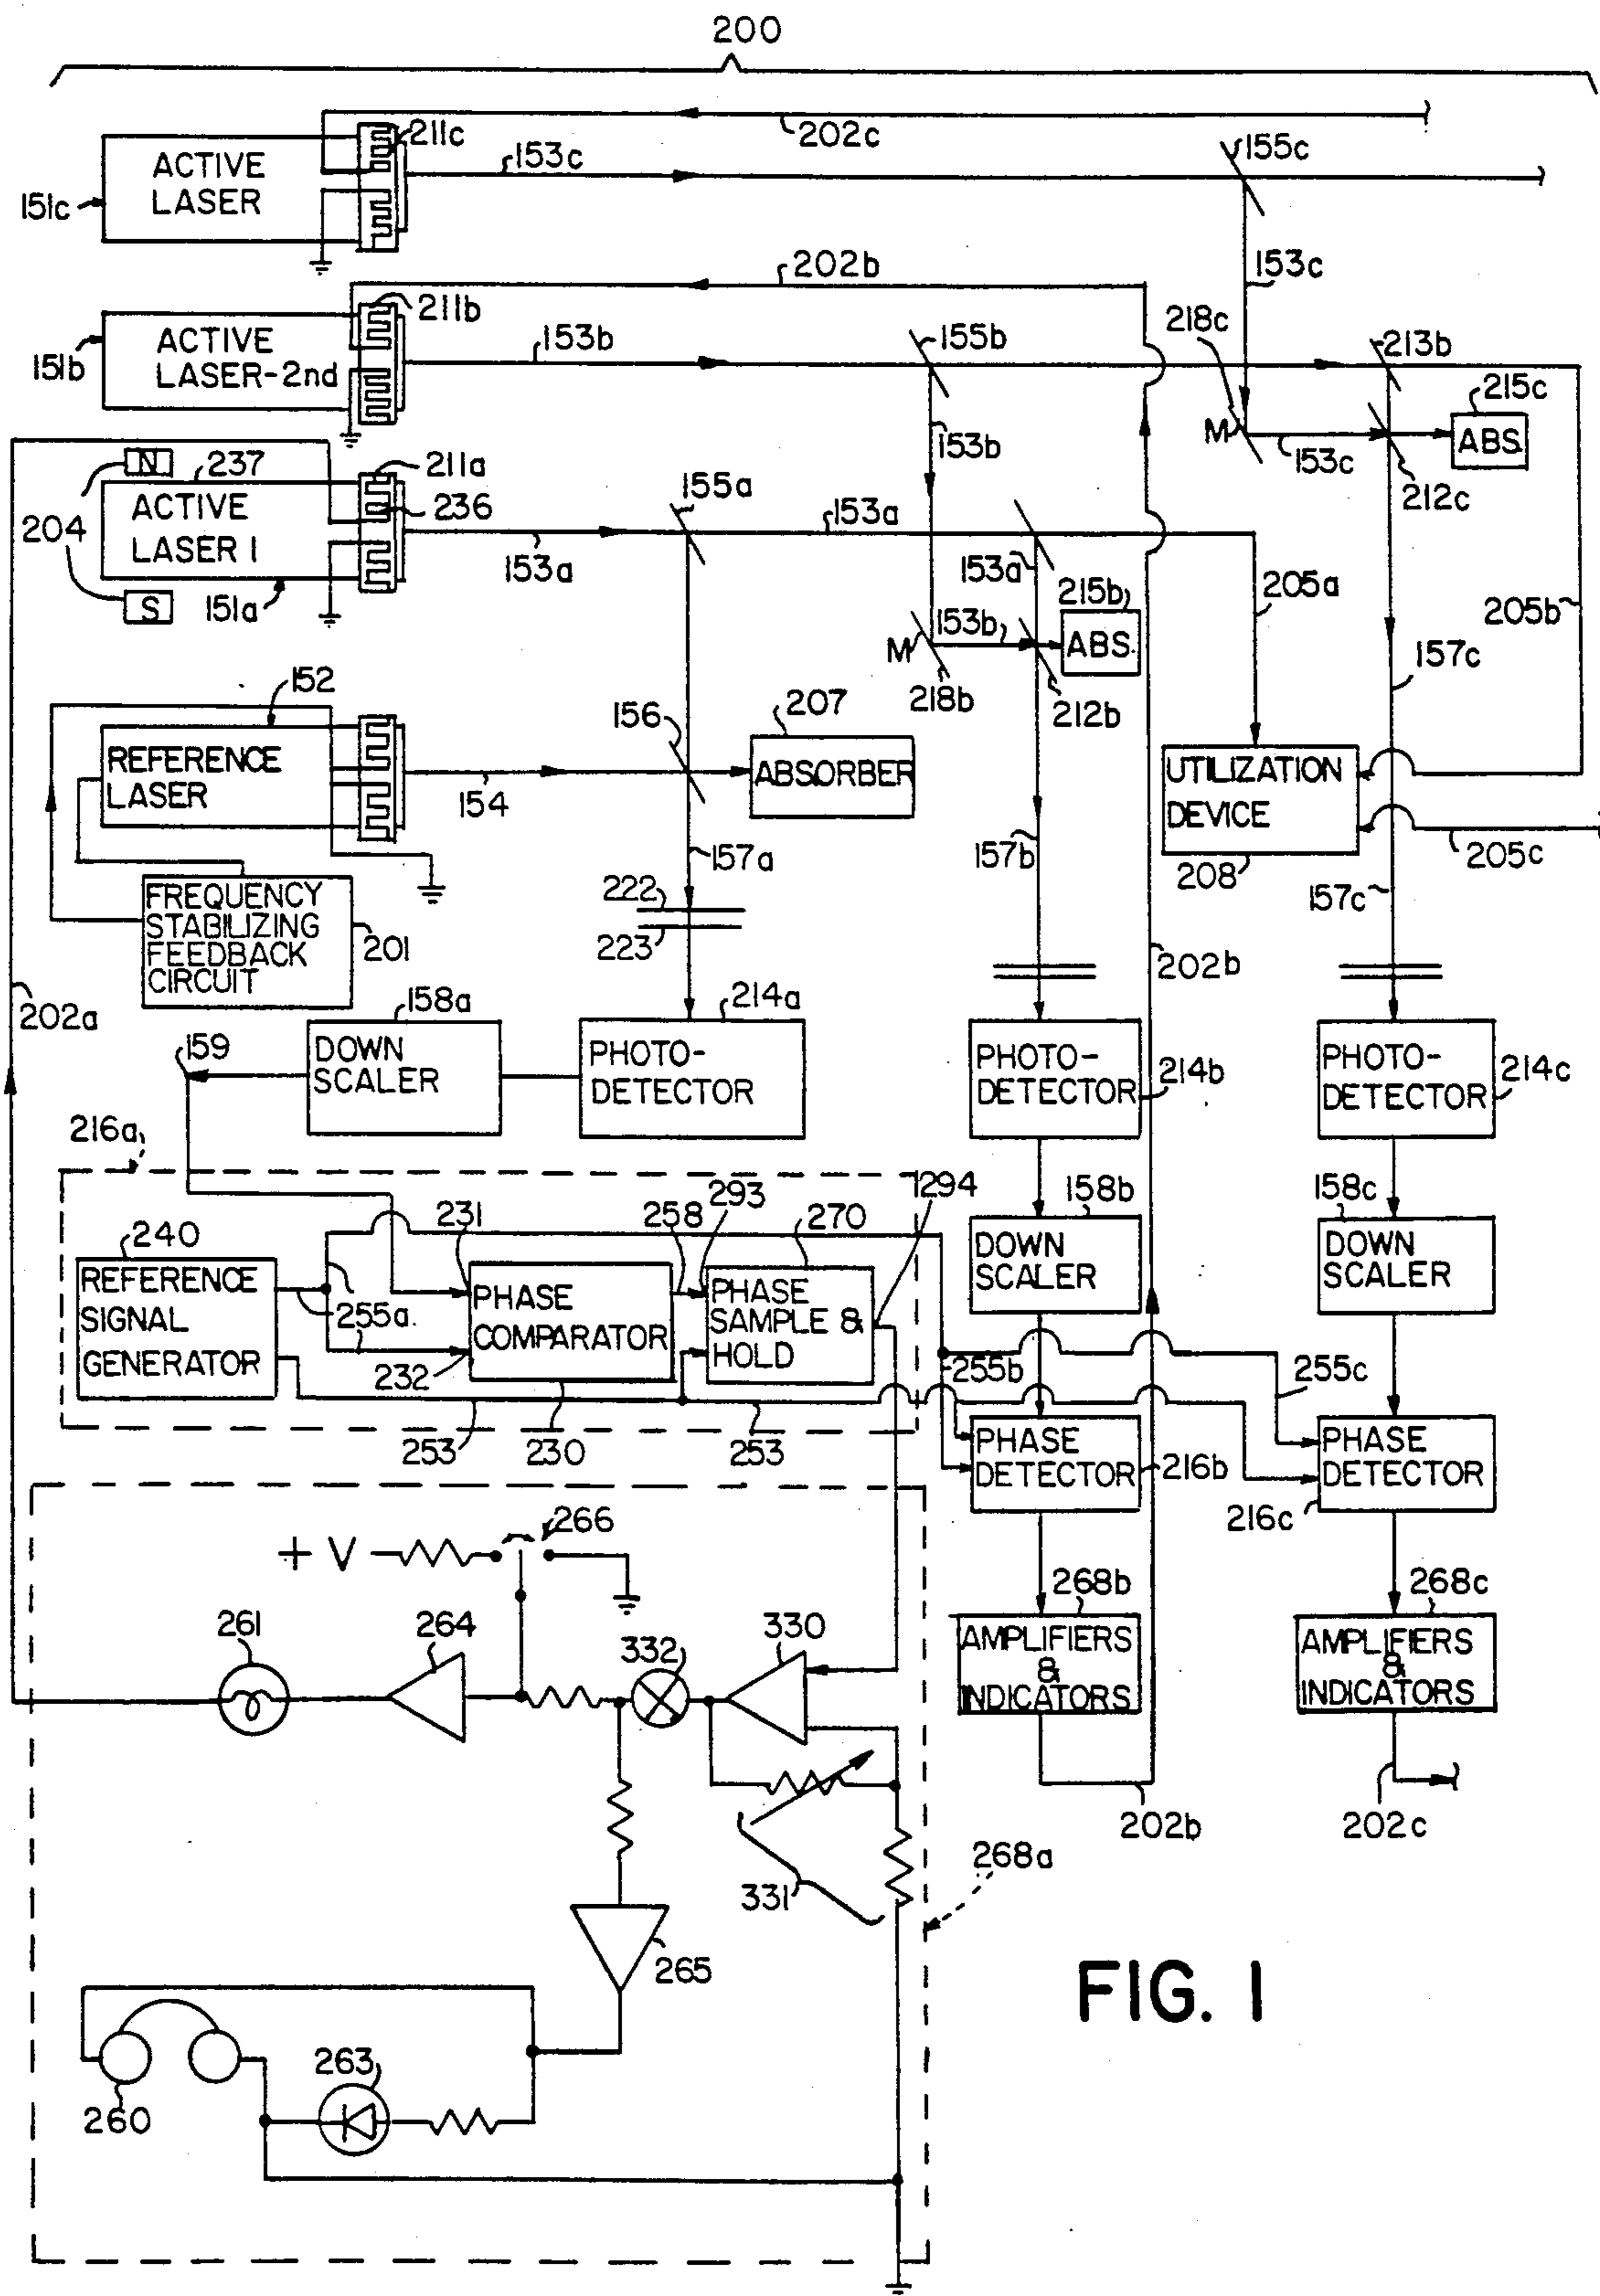 200
211c
202c
153c
155c
ACTIVE
LASER
151c
153c
202b
211b
153b
155b
218c
213b
215c
ACTIVE
LASER-2nd
151b
M
153c
ABS.
153b
212c
N
237
211a
155a
153a
204
ACTIVE
LASER 1
236
153a
153a
S
151a
215b
205a
205b
M
153b
ABS.
157c
218b
212b
152
156
207
REFERENCE
LASER
154
ABSORBER
UTILIZATION
DEVICE
157a
157b
208
205c
157c
FREQUENCY
STABILIZING
FEEDBACK
CIRCUIT
201
222
223
202b
202a
158a
214a
159
DOWN
SCALER
PHOTO-
DETECTOR
PHOTO-
DETECTOR
214b
PHOTO-
DETECTOR
214c
216a
294
158b
158c
240
231
258
293
270
REFERENCE
SIGNAL
GENERATOR
255a
PHASE
COMPARATOR
PHASE
SAMPLE &
HOLD
DOWN
SCALER
DOWN
SCALER
232
255b
255c
253
230
253
PHASE
DETECTOR
216b
PHASE
DETECTOR
216c
266
+ V
268b
268c
261
264
332
330
AMPLIFIERS
&
INDICATORS
AMPLIFIERS
&
INDICATORS
202b
202c
331
268a
265
FIG. 1
263
260